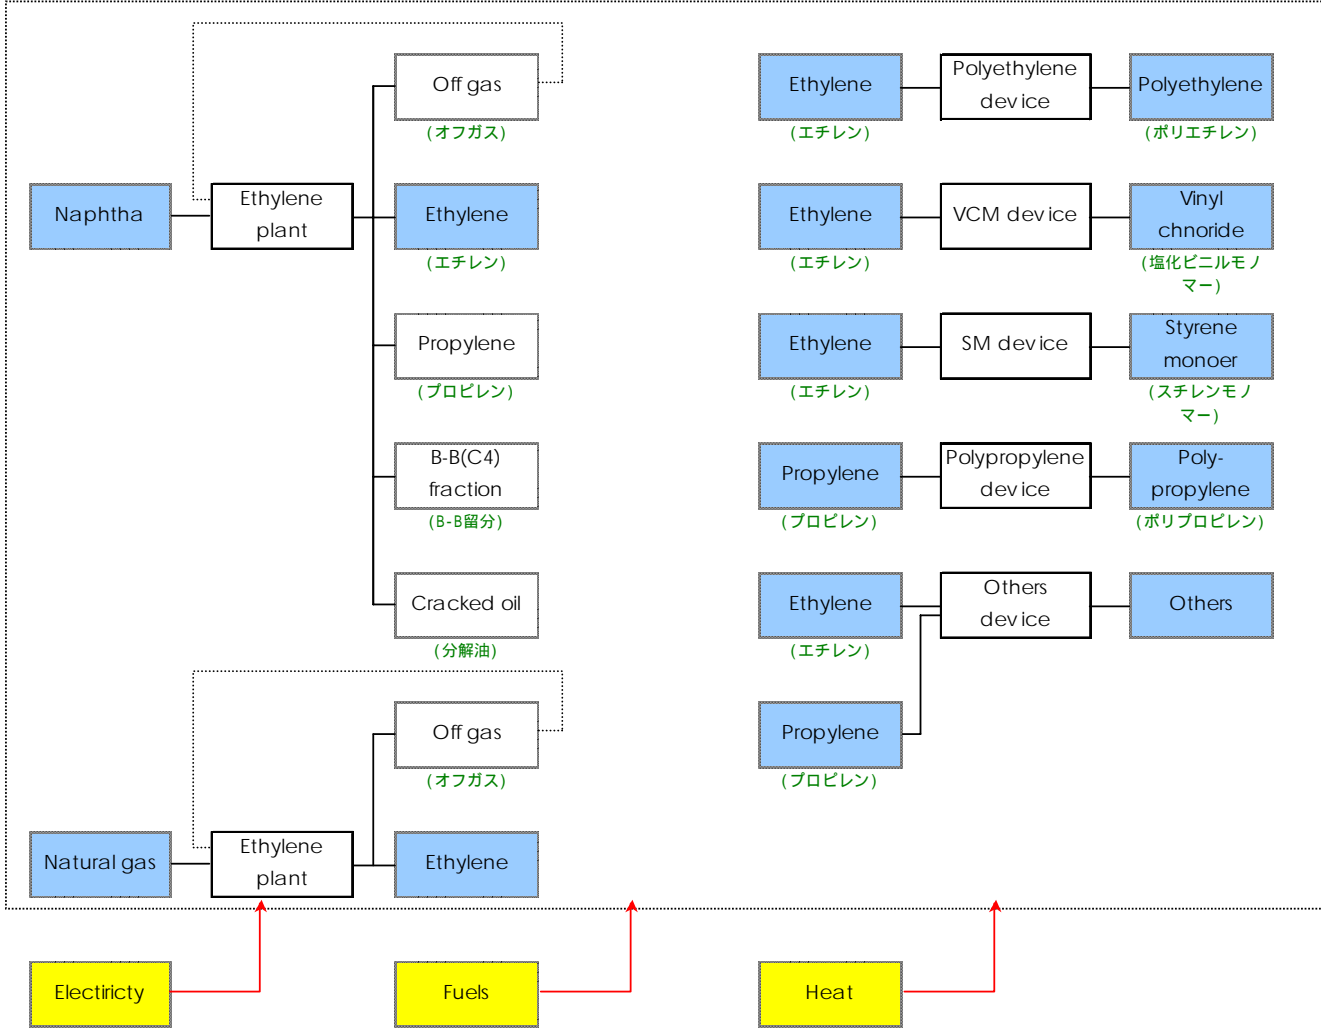 Off gas
(オフガス)
Naphtha
Ethylene
plant
Ethylene
(エチレン)
Propylene
(プロピレン)
B-B(C4)
fraction
(B-B留分)
Cracked oil
(分解油)
Off gas
(オフガス)
Natural gas
Ethylene
plant
Ethylene
Ethylene
(エチレン)
Polyethylene
device
Polyethylene
(ポリエチレン)
Ethylene
(エチレン)
VCM device
Vinyl
chnoride
(塩化ビニルモノ
マー)
Ethylene
(エチレン)
SM device
Styrene
monoer
(スチレンモノ
マー)
Propylene
(プロピレン)
Polypropylene
device
Poly-
propylene
(ポリプロピレン)
Ethylene
(エチレン)
Others
device
Others
Propylene
(プロピレン)
Electiricty
Fuels
Heat